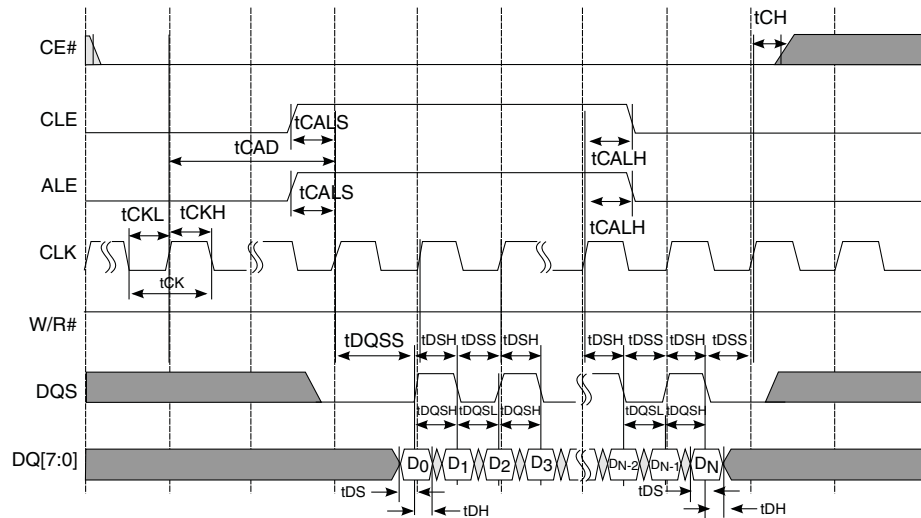 tCH
CE#
CLE
tCALS
tCAD
tCALH
ALE
tCALS
tCKL
tCKH
tCALH
CLK
tCK
W/R#
tDQSS
tDSH
tDSS
tDSH
tDSH
tDSS
tDSH
tDSS
DQS
tDQSH
tDQSL
tDQSH
tDQSL
tDQSH
DQ[7:0]
D0
D1
D2
D3
DN-2
DN-1
DN
tDS
tDH
tDS
tDH